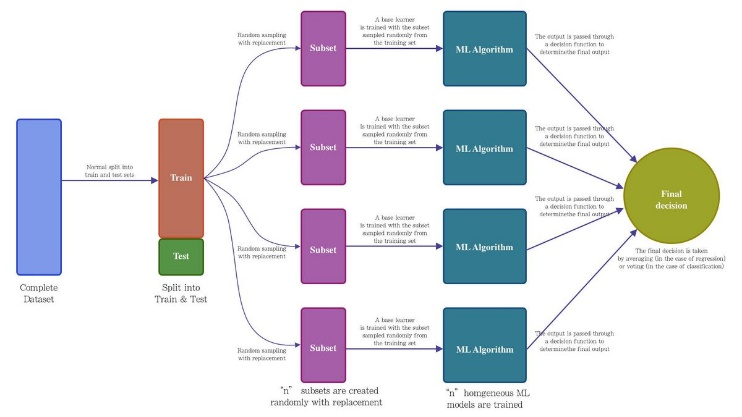 Random sampling
with replacement
Subset
A base learner
is trained with the subset
sampled randomly from
the training set
ML Algorithm
The output is passed through
a decision function to
determinethe final output
Random sampling
with replacement
Subset
A base learner
is trained with the subset
sampled randomly from
the training set
ML Algorithm
The output is passed through
a decision function to
determinethe final output
Normal split into
train and test sets
Train
Test
Complete
Dataset
Split into
Train & Test
Random sampling
with replacement
Subset
A base learner
is trained with the subset
sampled randomly from
the training set
ML Algorithm
The output is passed through
a decision function to
determinethe final output
Final
decision
The final decision is taken
by averaging (in the case of regression)
or voting (in the case of classification)
Random sampling
with replacement
Subset
A base learner
is trained with the subset
sampled randomly from
the training set
ML Algorithm
The output is passed through
a decision function to
determinethe final output
“n” subsets are created
randomly with replacement
“n” homgeneous ML
models are trained